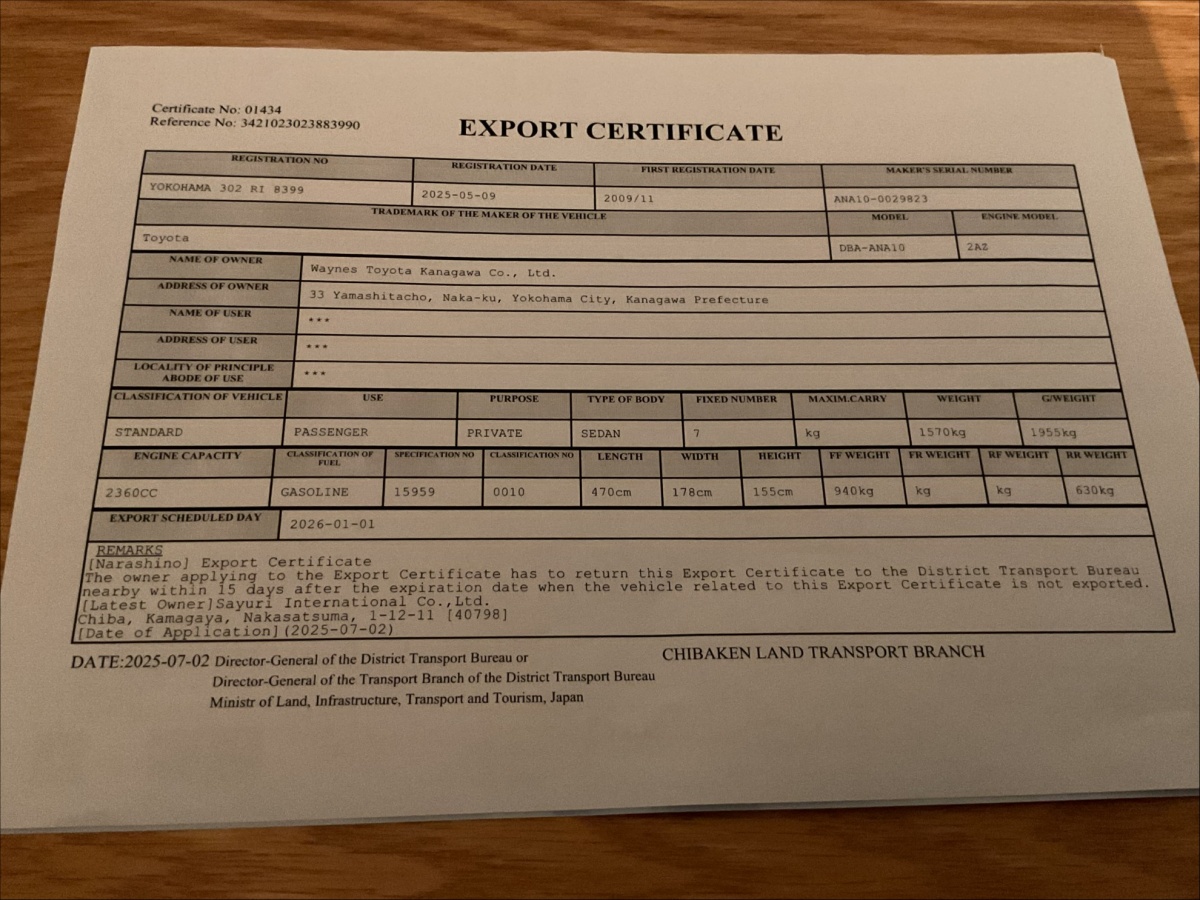 Certificate No: 01434
Reference No: 3421023023883990
EXPORT CERTIFICATE
REGISTRATION NO REGISTRATION DATE FIRST REGISTRATION DATE MAKER'S SERIAL NUMBER
YOKOHAMA 302 RI 8399 2025-05-09 2009/11 ANA10-0029823
TRADEMARK OF THE MAKER OF THE VEHICLE MODEL ENGINE MODEL
Toyota DBA-ANA10 2AZ
NAME OF OWNER Waynes Toyota Kanagawa Co., Ltd.
ADDRESS OF OWNER 33 Yamashitacho, Naka-ku, Yokohama City, Kanagawa Prefecture
NAME OF USER ***
ADDRESS OF USER ***
LOCALITY OF PRINCIPLE
ABODE OF USE ***
CLASSIFICATION OF VEHICLE USE PURPOSE TYPE OF BODY FIXED NUMBER MAXIM.CARRY WEIGHT G/WEIGHT
STANDARD PASSENGER PRIVATE SEDAN 7 kg 1570kg 1955kg
ENGINE CAPACITY CLASSIFICATION OF FUEL SPECIFICATION NO CLASSIFICATION NO LENGTH WIDTH HEIGHT FF WEIGHT FR WEIGHT RF WEIGHT RR WEIGHT
2360CC GASOLINE 15959 0010 470cm 178cm 155cm 940kg kg kg 630kg
EXPORT SCHEDULED DAY 2026-01-01
REMARKS
[Narashino] Export Certificate
The owner applying to the Export Certificate has to return this Export Certificate to the District Transport Bureau
nearby within 15 days after the expiration date when the vehicle related to this Export Certificate is not exported.
[Latest Owner]Sayuri International Co.,Ltd.
Chiba, Kamagaya, Nakasatsuma, 1-12-11 [40798]
[Date of Application](2025-07-02)
DATE:2025-07-02 Director-General of the District Transport Bureau or CHIBAKEN LAND TRANSPORT BRANCH
Director-General of the Transport Branch of the District Transport Bureau
Ministr of Land, Infrastructure, Transport and Tourism, Japan